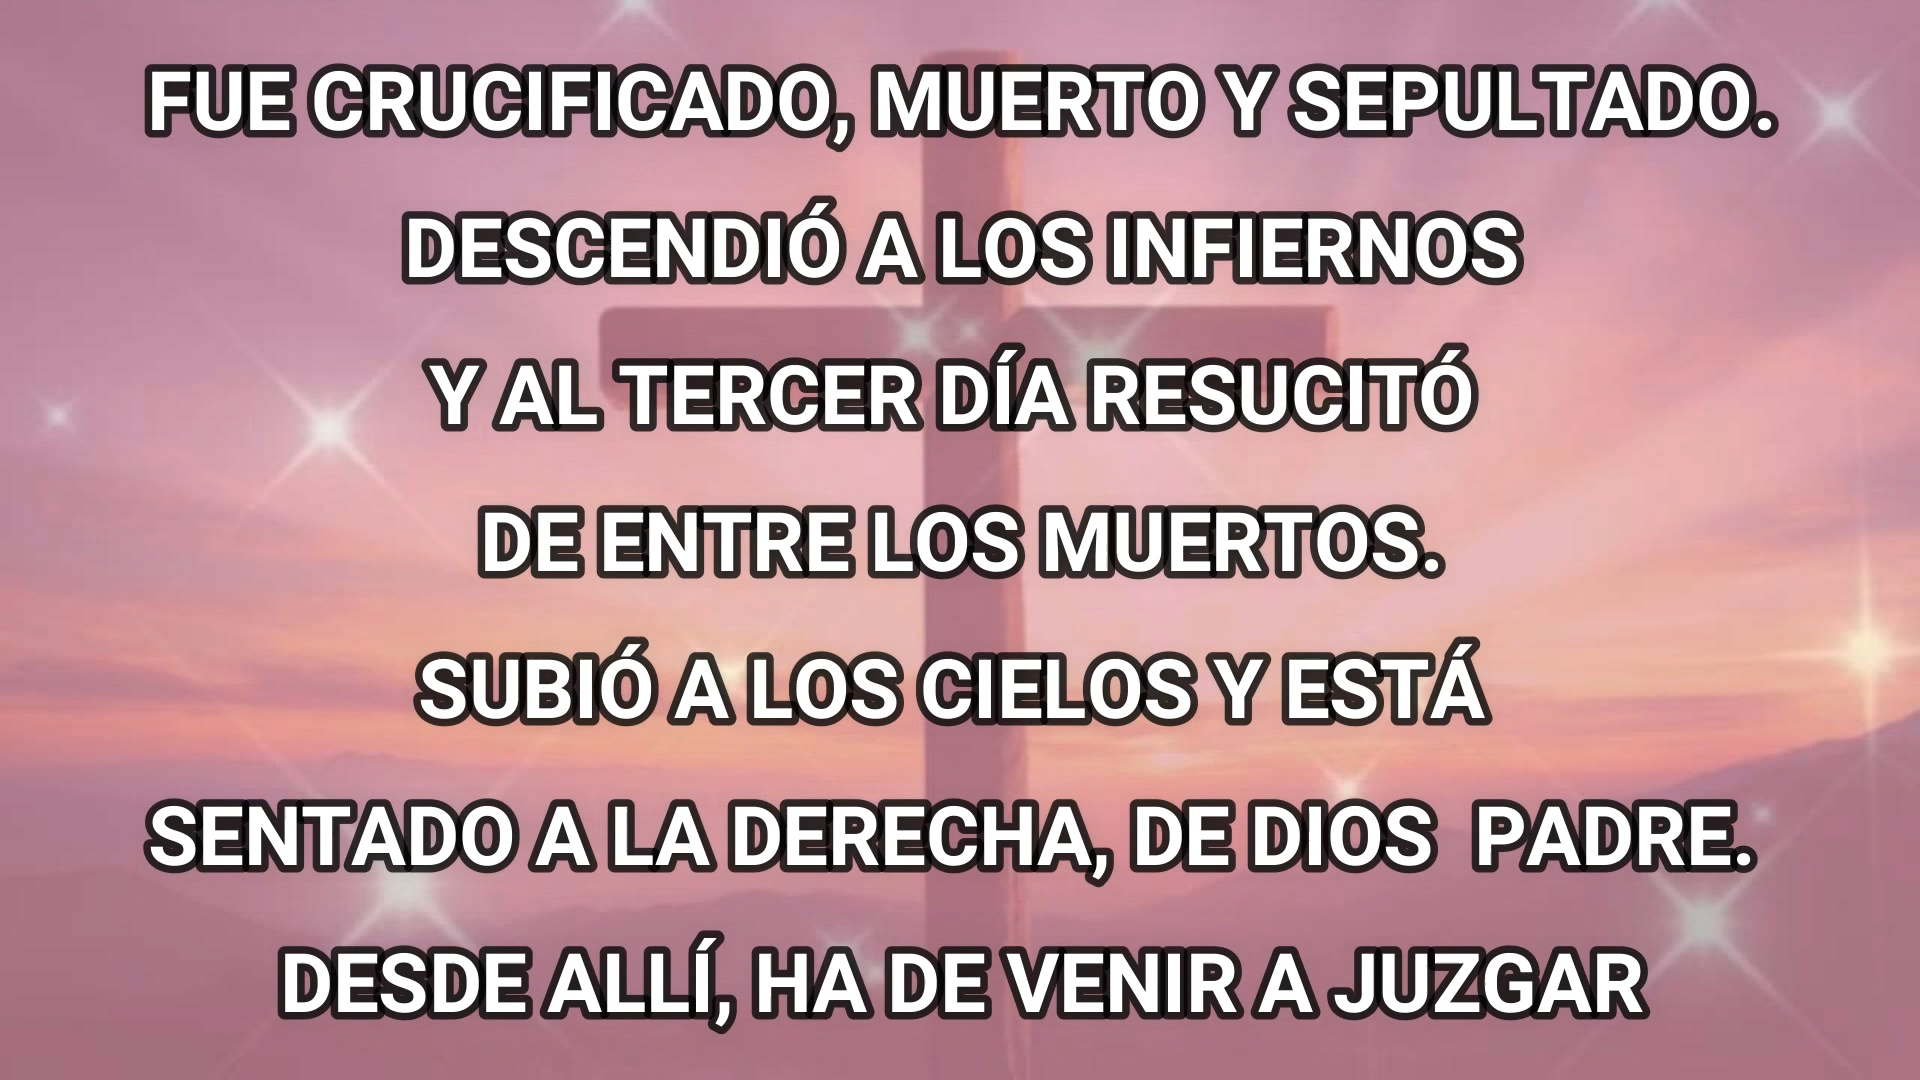 FUE CRUCIFICADO, MUERTO Y SEPULTADO.
DESCENDIÓ A LOS INFIERNOS
Y AL TERCER DÍA RESUCITÓ
DE ENTRE LOS MUERTOS.
SUBIÓ A LOS CIELOS Y ESTÁ
SENTADO A LA DERECHA, DE DIOS  PADRE.
DESDE ALLÍ, HA DE VENIR A JUZGAR